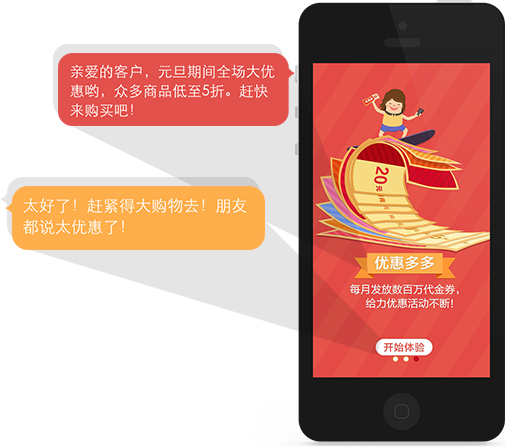 亲爱的客户，元旦期间全场大优
惠哟，众多商品低至5折。赶快
来购买吧！
太好了！赶紧得大购物去！朋友
都说太优惠了！
20元
优惠多多
每月发放数百万代金券，
给力优惠活动不断！
开始体验